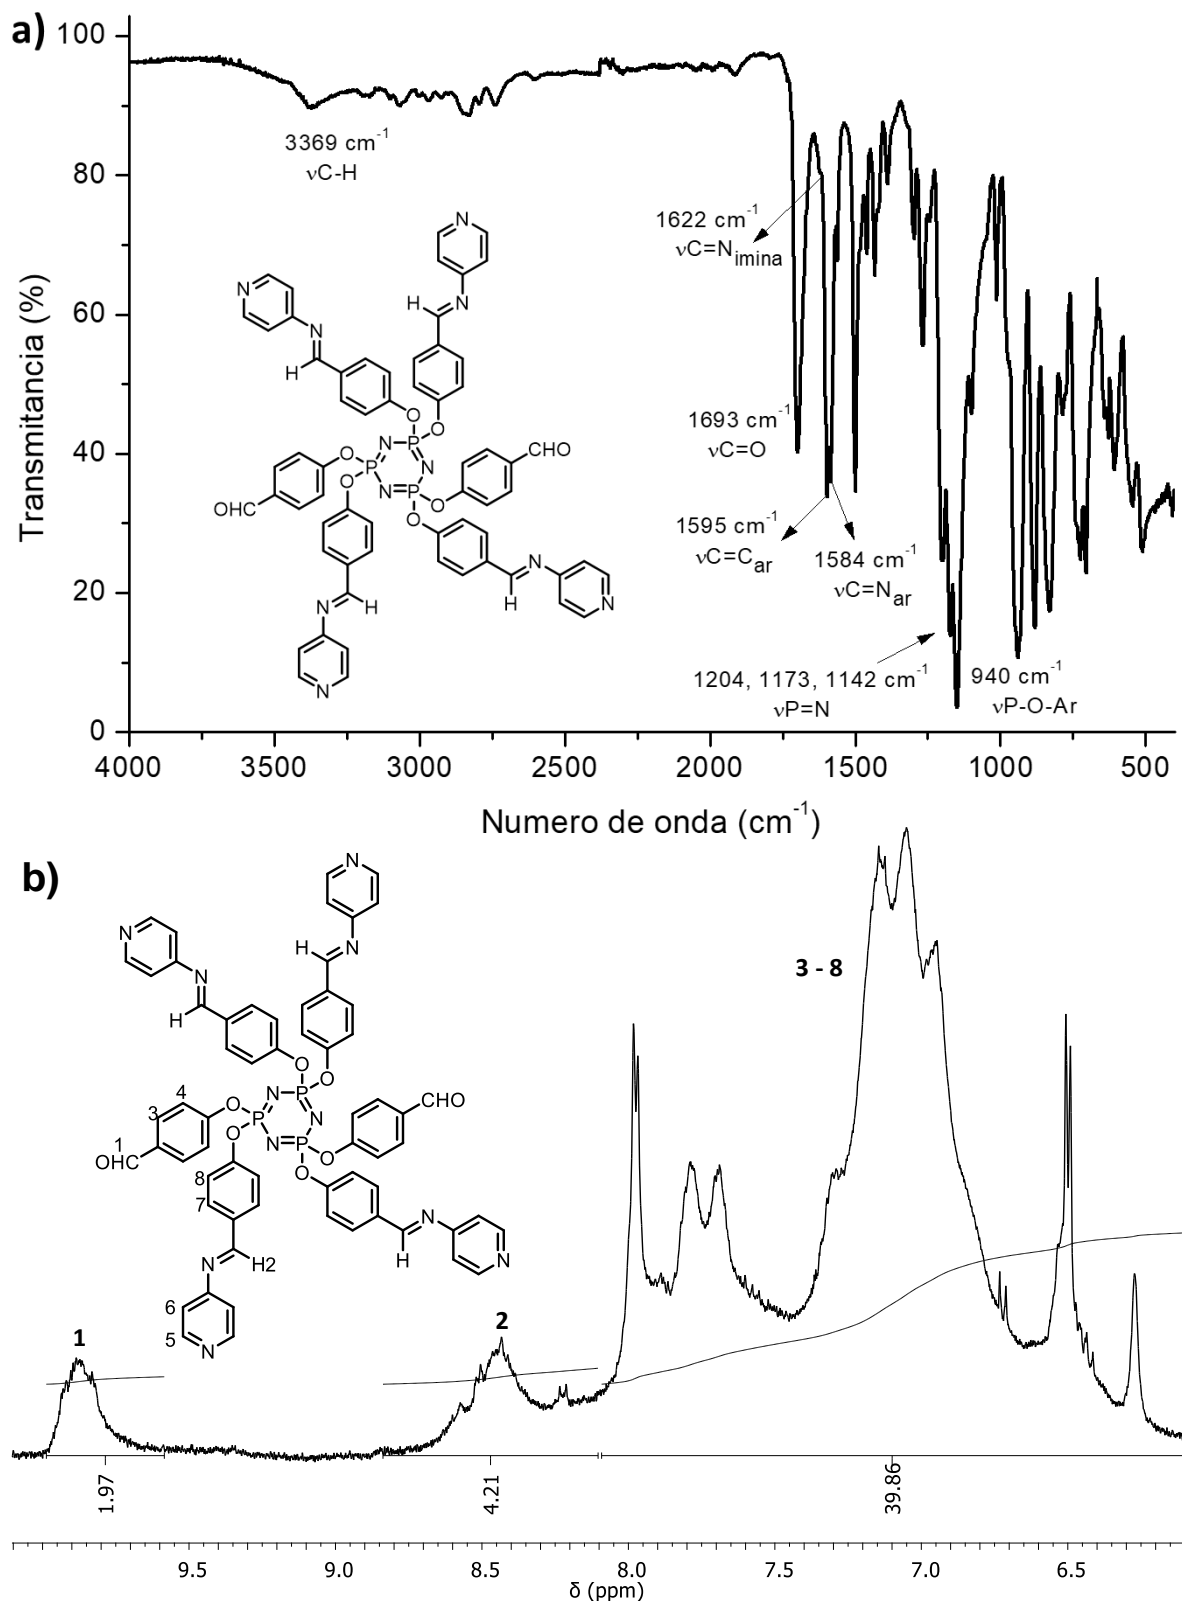 a)
100
80
60
40
20
0
Transmitancia (%)
3369 cm⁻¹
νC-H
1622 cm⁻¹
νC=Nimina
1693 cm⁻¹
νC=O
1595 cm⁻¹
νC=Car
1584 cm⁻¹
νC=Nar
1204, 1173, 1142 cm⁻¹
νP=N
940 cm⁻¹
νP-O-Ar
N
N
N
H
N
H
O
O
N
P
O
P
N
O
N
P
O
O
CHO
OHC
N
H
N
N
H
N
4000
3500
3000
2500
2000
1500
1000
500
Numero de onda (cm⁻¹)
b)
N
N
H
N
N
H
3 - 8
O
O
4
3
O
N
P
P
N
O
N
P
O
O
CHO
1
OHC
8
7
N
H2
N
H
N
6
5
N
1
2
1.97
4.21
39.86
9.5
9.0
8.5
8.0
7.5
7.0
6.5
δ (ppm)